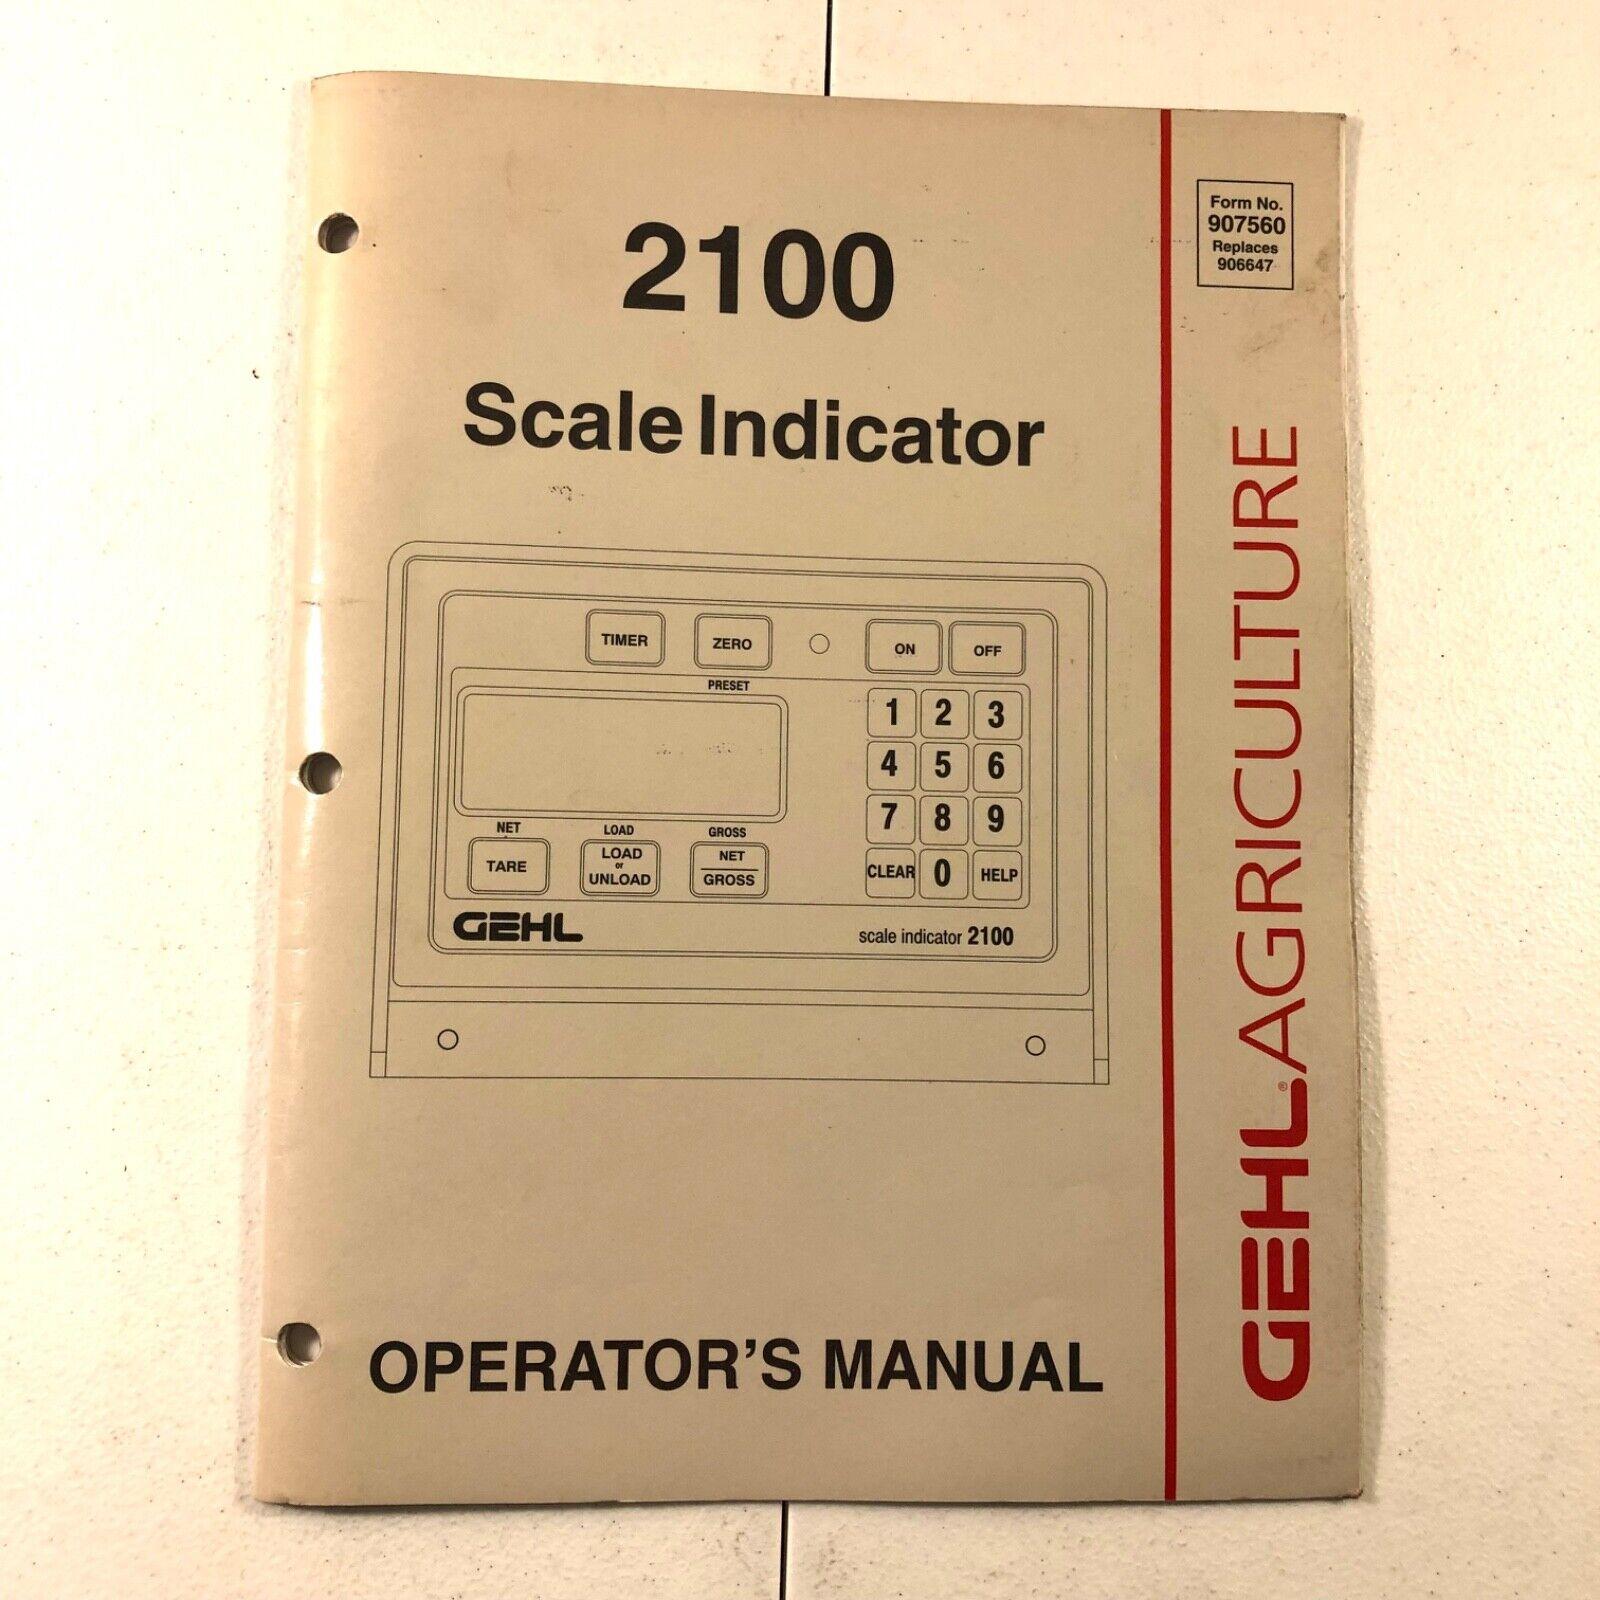 2100
Scale Indicator
Form No.
907560
Replaces
906647
TIMER
ZERO
ON
OFF
PRESET
1 2 3
4 5 6
7 8 9
CLEAR 0 HELP
NET
LOAD
GROSS
TARE
LOAD
or
UNLOAD
NET
GROSS
GEHL
scale indicator 2100
OPERATOR'S MANUAL
GEHL®AGRICULTURE